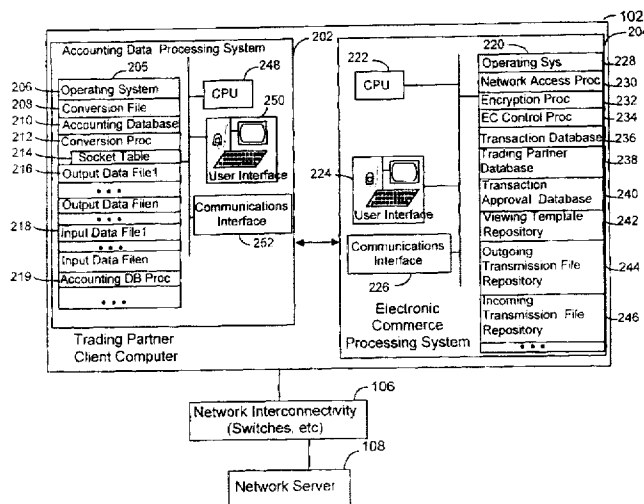 102
204
Accounting Data Processing System
202
205
206
Operating System
208
Conversion File
210
Accounting Database
212
Conversion Proc
214
Socket Table
216
Output Data File1
• • •
Output Data Filen
• • •
218
Input Data File1
• • •
Input Data Filen
219
Accounting DB Proc
• • •
CPU
248
250
User Interface
Communications
Interface
252
Trading Partner
Client Computer
222
CPU
224
User Interface
Communications
Interface
226
Electronic
Commerce
Processing System
220
Operating Sys
228
Network Access Proc
230
Encryption Proc
232
EC Control Proc
234
Transaction Database
236
Trading Partner
Database
238
Transaction
Approval Database
240
Viewing Template
Repository
242
Outgoing
Transmission File
Repository
244
Incoming
Transmission File
Repository
246
• • •
106
Network Interconnectivity
(Switches, etc)
108
Network Server